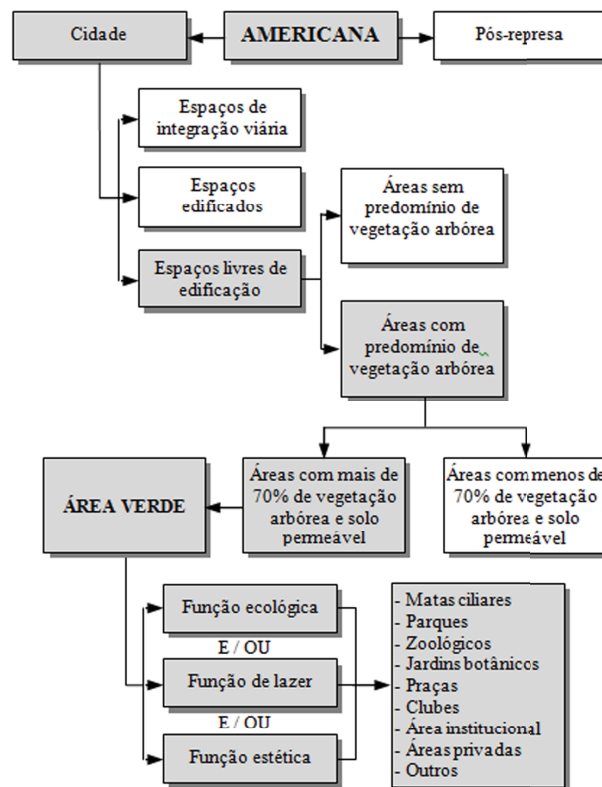 Cidade
AMERICANA
Pós-represa
Espaços de
integração viária
Espaços
edificados
Espaços livres de
edificação
Áreas sem
predomínio de
vegetação arbórea
Áreas com
predomínio de
vegetação arbórea
ÁREA VERDE
Áreas com mais de
70% de vegetação
arbórea e solo
permeável
Áreas com menos de
70% de vegetação
arbórea e solo
permeável
Função ecológica
E / OU
Função de lazer
E / OU
Função estética
- Matas ciliares
- Parques
- Zoológicos
- Jardins botânicos
- Praças
- Clubes
- Área institucional
- Áreas privadas
- Outros